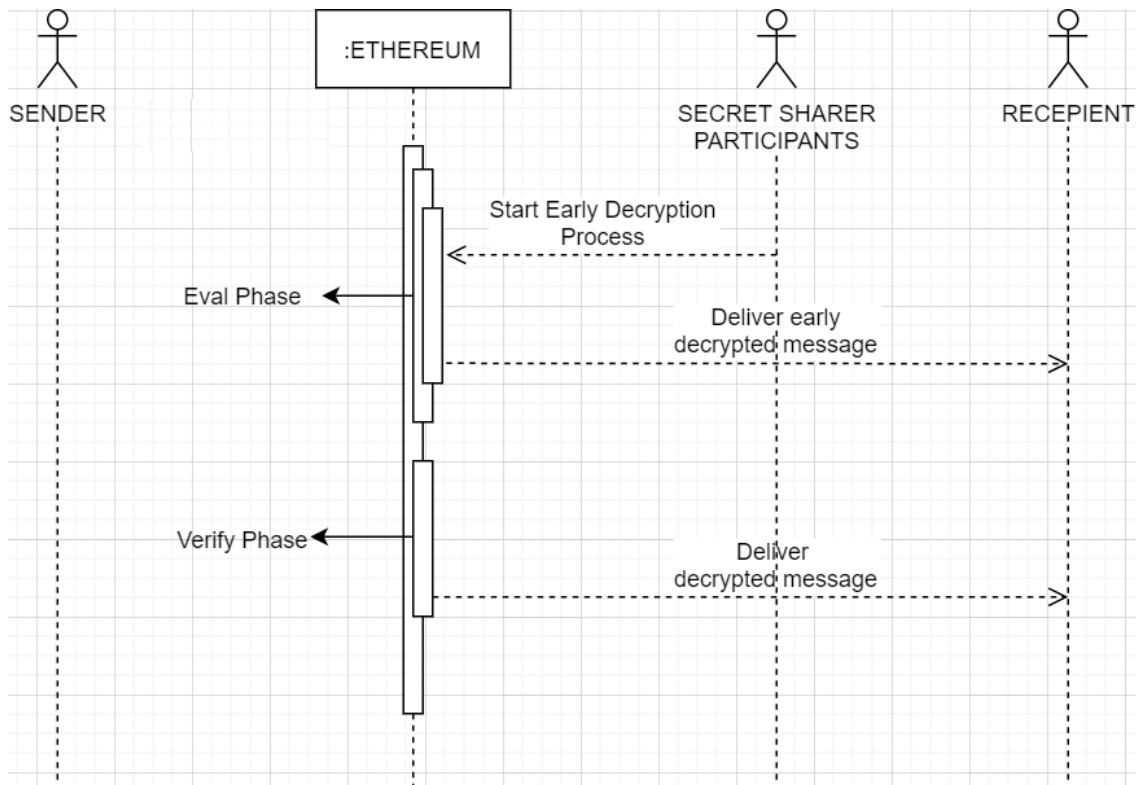 :ETHEREUM
SENDER
SECRET SHARER
PARTICIPANTS
RECEPIENT
Start Early Decryption
Process
Eval Phase
Deliver early
decrypted message
Verify Phase
Deliver
decrypted message